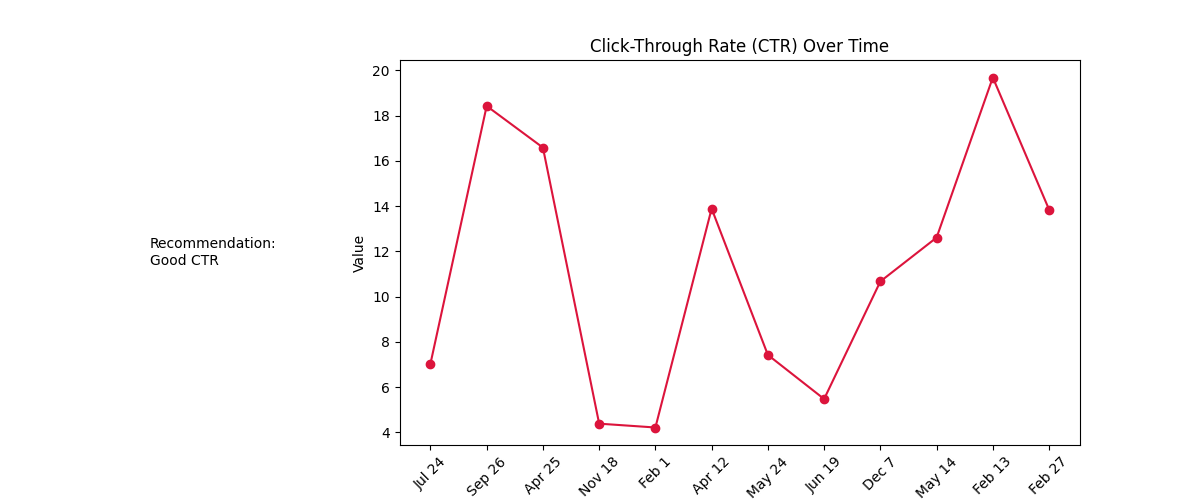 Click-Through Rate (CTR) Over Time
Recommendation:
Good CTR
Value
20
18
16
14
12
10
8
6
4
Jul 24
Sep 26
Apr 25
Nov 18
Feb 1
Apr 12
May 24
Jun 19
Dec 7
May 14
Feb 13
Feb 27